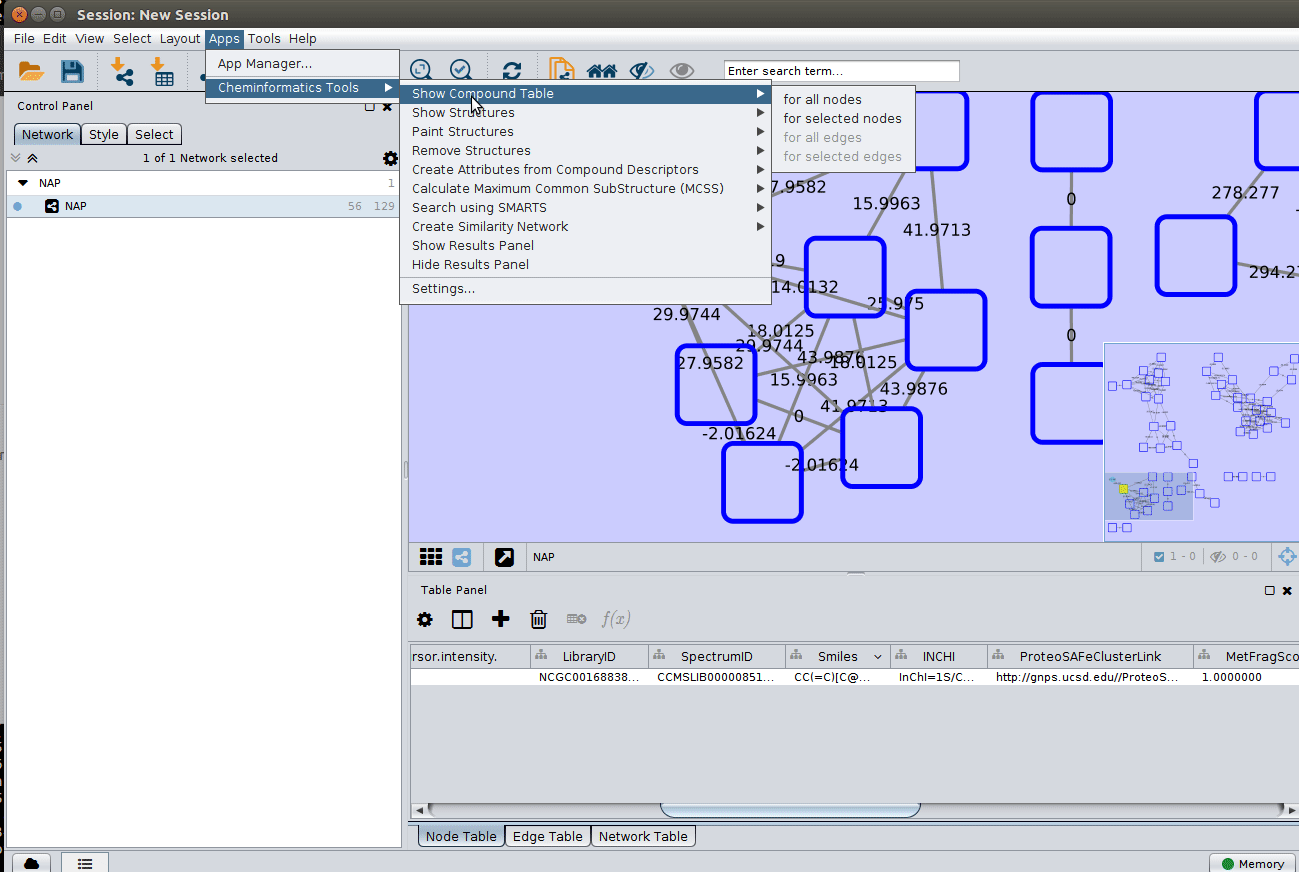 Session: New Session
File Edit View Select Layout Apps Tools Help
App Manager...
Cheminformatics Tools
Enter search term...
Show Compound Table
Show Structures
Paint Structures
Remove Structures
Create Attributes from Compound Descriptors
Calculate Maximum Common SubStructure (MCSS)
Search using SMARTS
Create Similarity Network
Show Results Panel
Hide Results Panel
Settings...
for all nodes
for selected nodes
for all edges
for selected edges
Control Panel
Network Style Select
1 of 1 Network selected
NAP 1
NAP 56 129
7.9582
15.9963
41.9713
0
278.277
9
14.0132
25.975
294.2
29.9744
18.0125
29.9744
43.9876
18.0125
0
27.9582
15.9963
43.9876
41.9713
0
-2.01624
-2.01624
NAP
1 - 0
0 - 0
Table Panel
f(x)
rsor.intensity. LibraryID SpectrumID Smiles INCHI ProteoSAFeClusterLink MetFragSco
NCGC00168838... CCMSLIB00000851... CC(=C)[C@... InChI=1S/C... http://gnps.ucsd.edu//ProteoS... 1.0000000
Node Table Edge Table Network Table
Memory